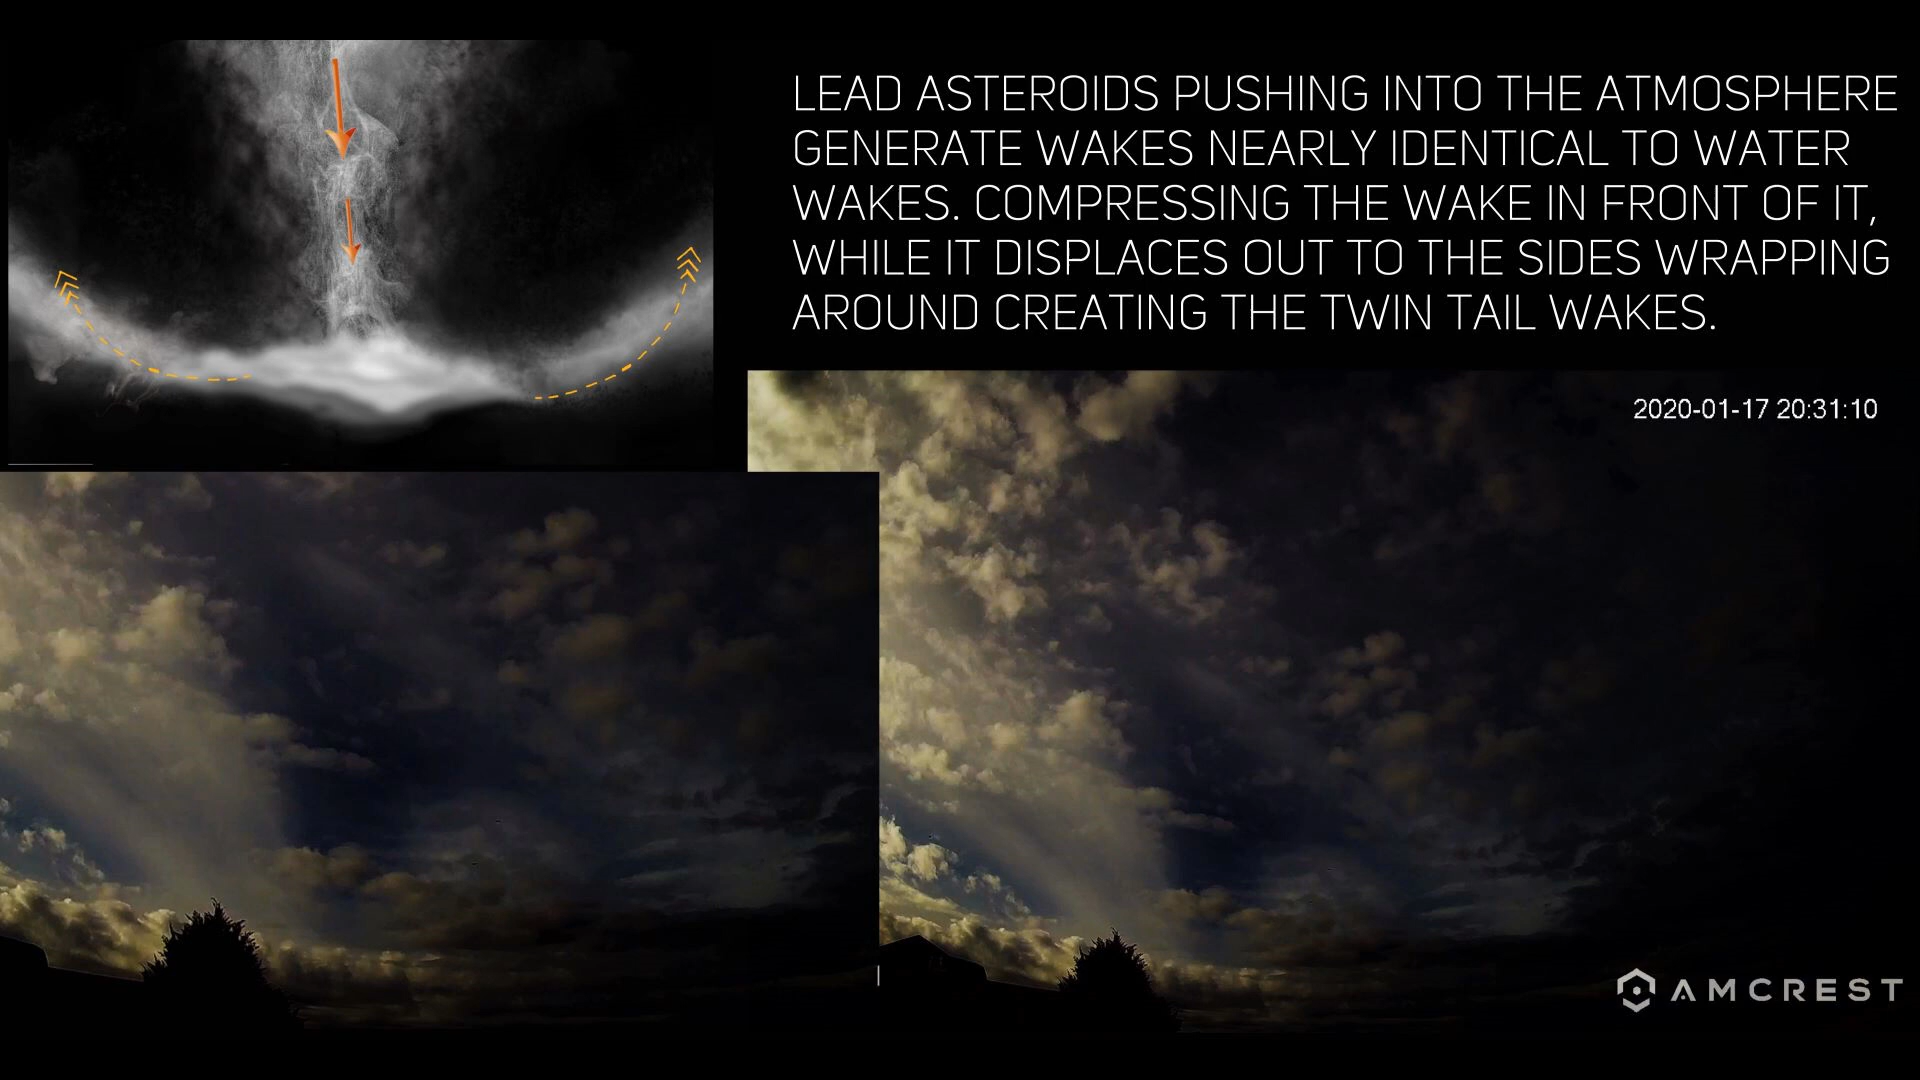 LEAD ASTEROIDS PUSHING INTO THE ATMOSPHERE
GENERATE WAKES NEARLY IDENTICAL TO WATER
WAKES. COMPRESSING THE WAKE IN FRONT OF IT,
WHILE IT DISPLACES OUT TO THE SIDES WRAPPING
AROUND CREATING THE TWIN TAIL WAKES.
2020-01-17 20:31:10
AMCREST